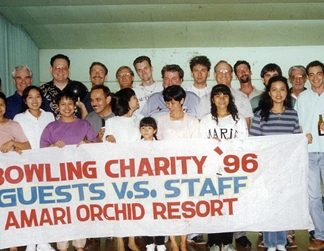 BOWLING CHARITY '96
GUESTS V.S. STAFF
AMARI ORCHID RESORT